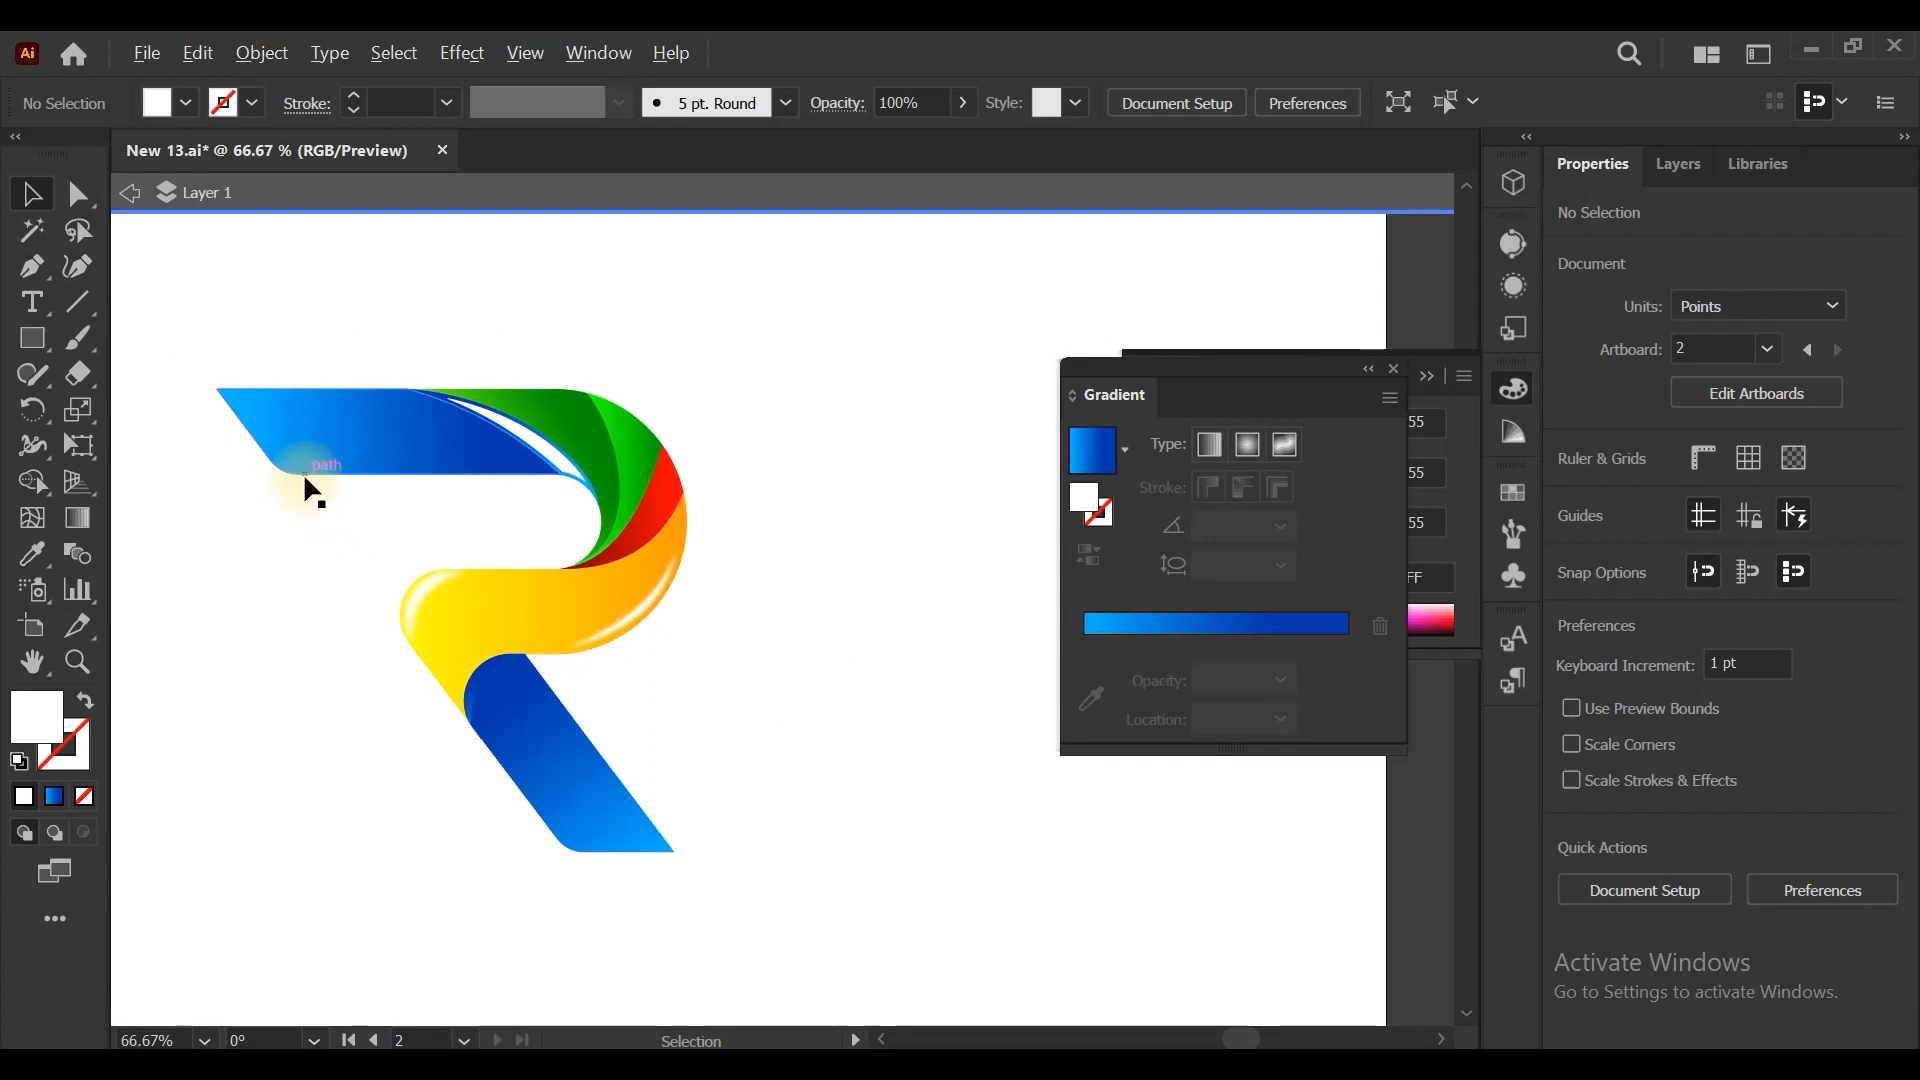 Ai File Edit Object Type Select Effect View Window Help
No Selection Stroke: 5 pt. Round Opacity: 100% Style: Document Setup Preferences
New 13.ai* @ 66.67 % (RGB/Preview)
Properties Layers Libraries
Layer 1
No Selection
Document
Units: Points
Artboard: 2
Edit Artboards
Gradient
Type:
Stroke:
55
55
55
FF
Opacity:
Location:
path
Ruler & Grids
Guides
Snap Options
Preferences
Keyboard Increment: 1 pt
Use Preview Bounds
Scale Corners
Scale Strokes & Effects
Quick Actions
Document Setup Preferences
Activate Windows
Go to Settings to activate Windows.
66.67% 0° 2 Selection